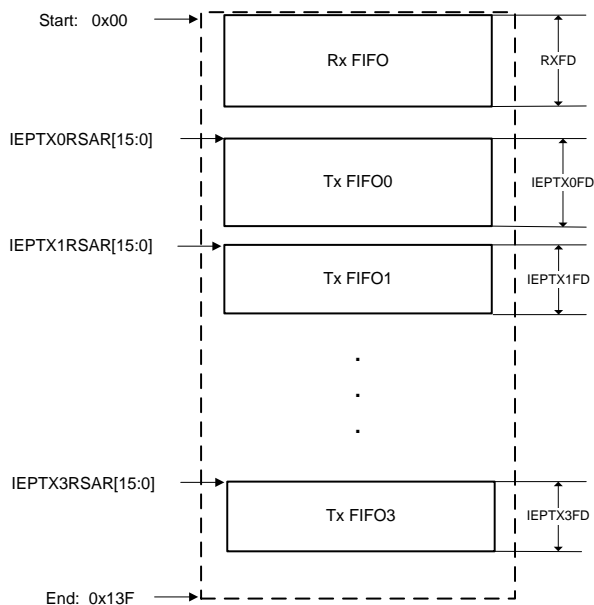 Start: 0x00
Rx FIFO
RXFD
IEPTX0RSAR[15:0]
Tx FIFO0
IEPTX0FD
IEPTX1RSAR[15:0]
Tx FIFO1
IEPTX1FD
.
.
.
IEPTX3RSAR[15:0]
Tx FIFO3
IEPTX3FD
End: 0x13F